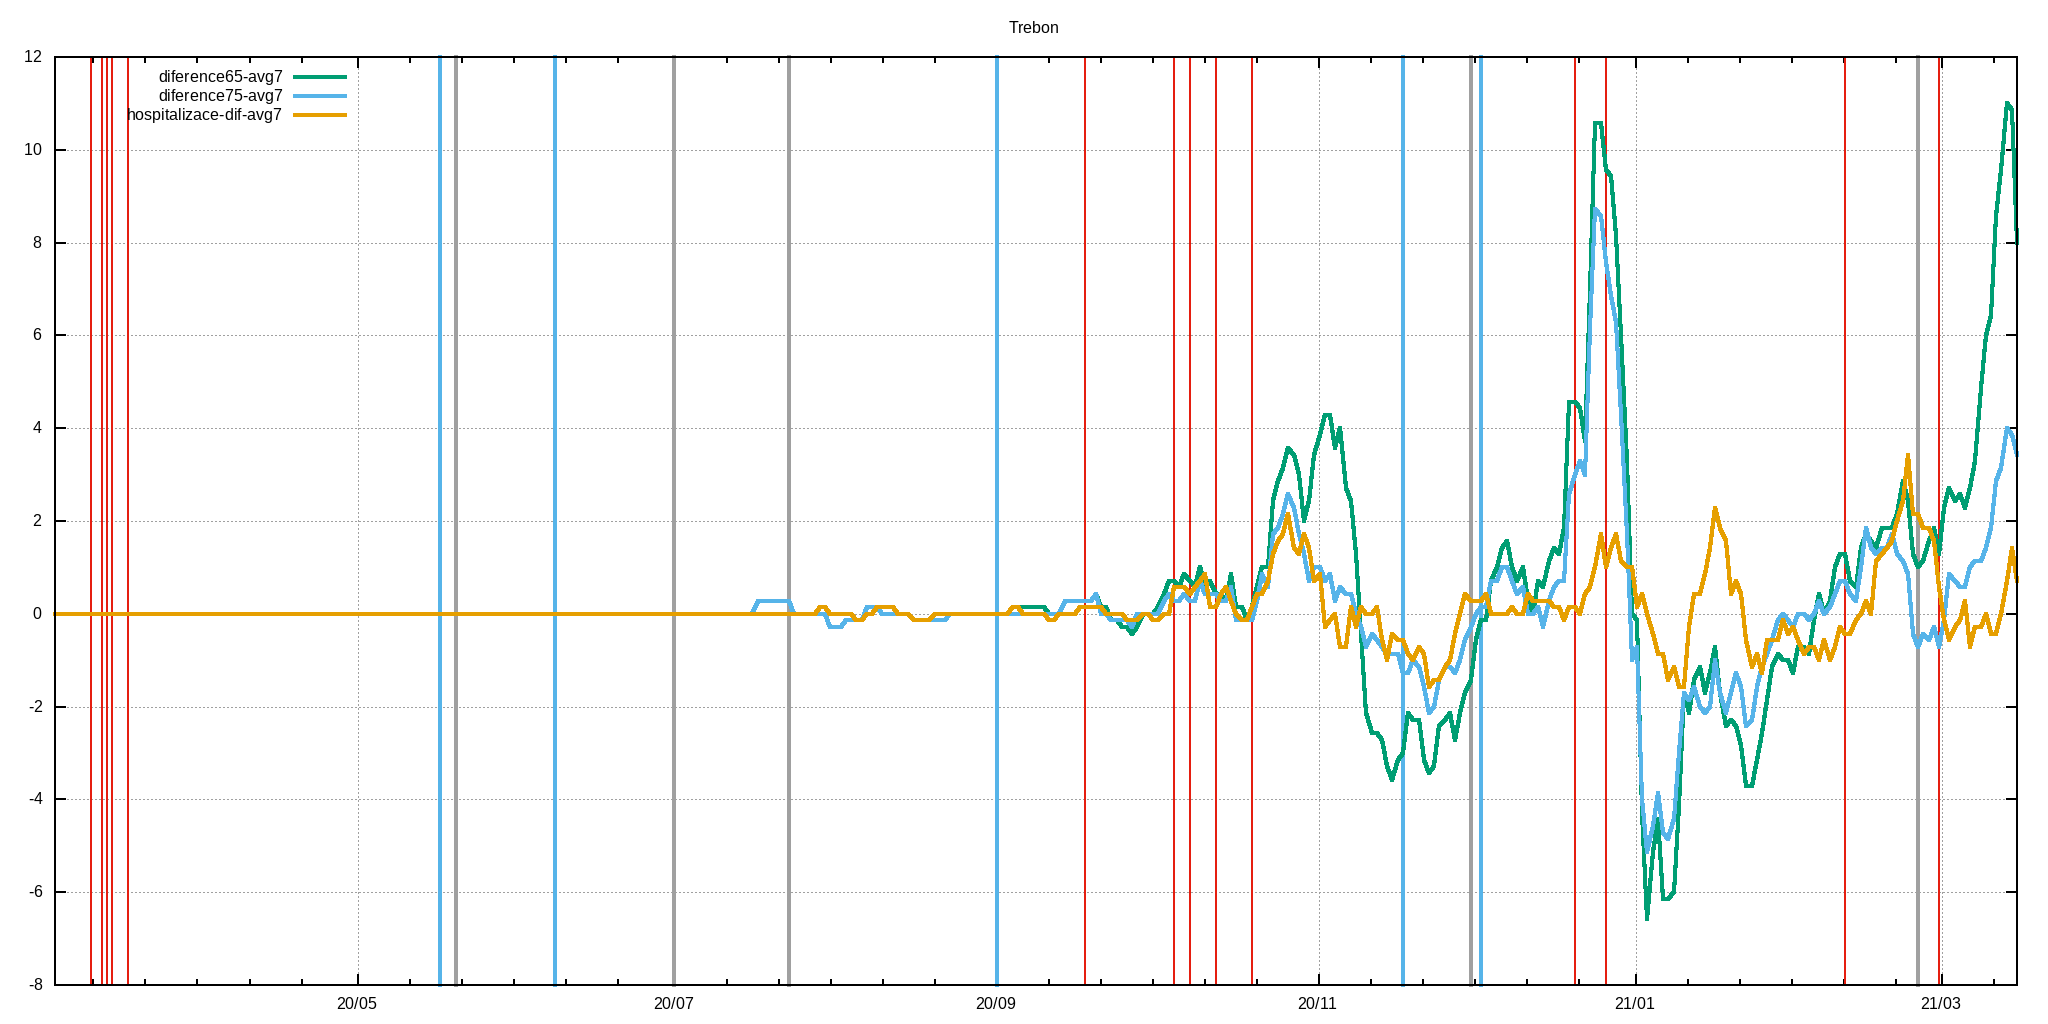 Trebon
12
diference65-avg7
diference75-avg7
hospitalizace-dif-avg7
10
8
6
4
2
0
-2
-4
-6
-8
20/05 20/07 20/09 20/11 21/01 21/03